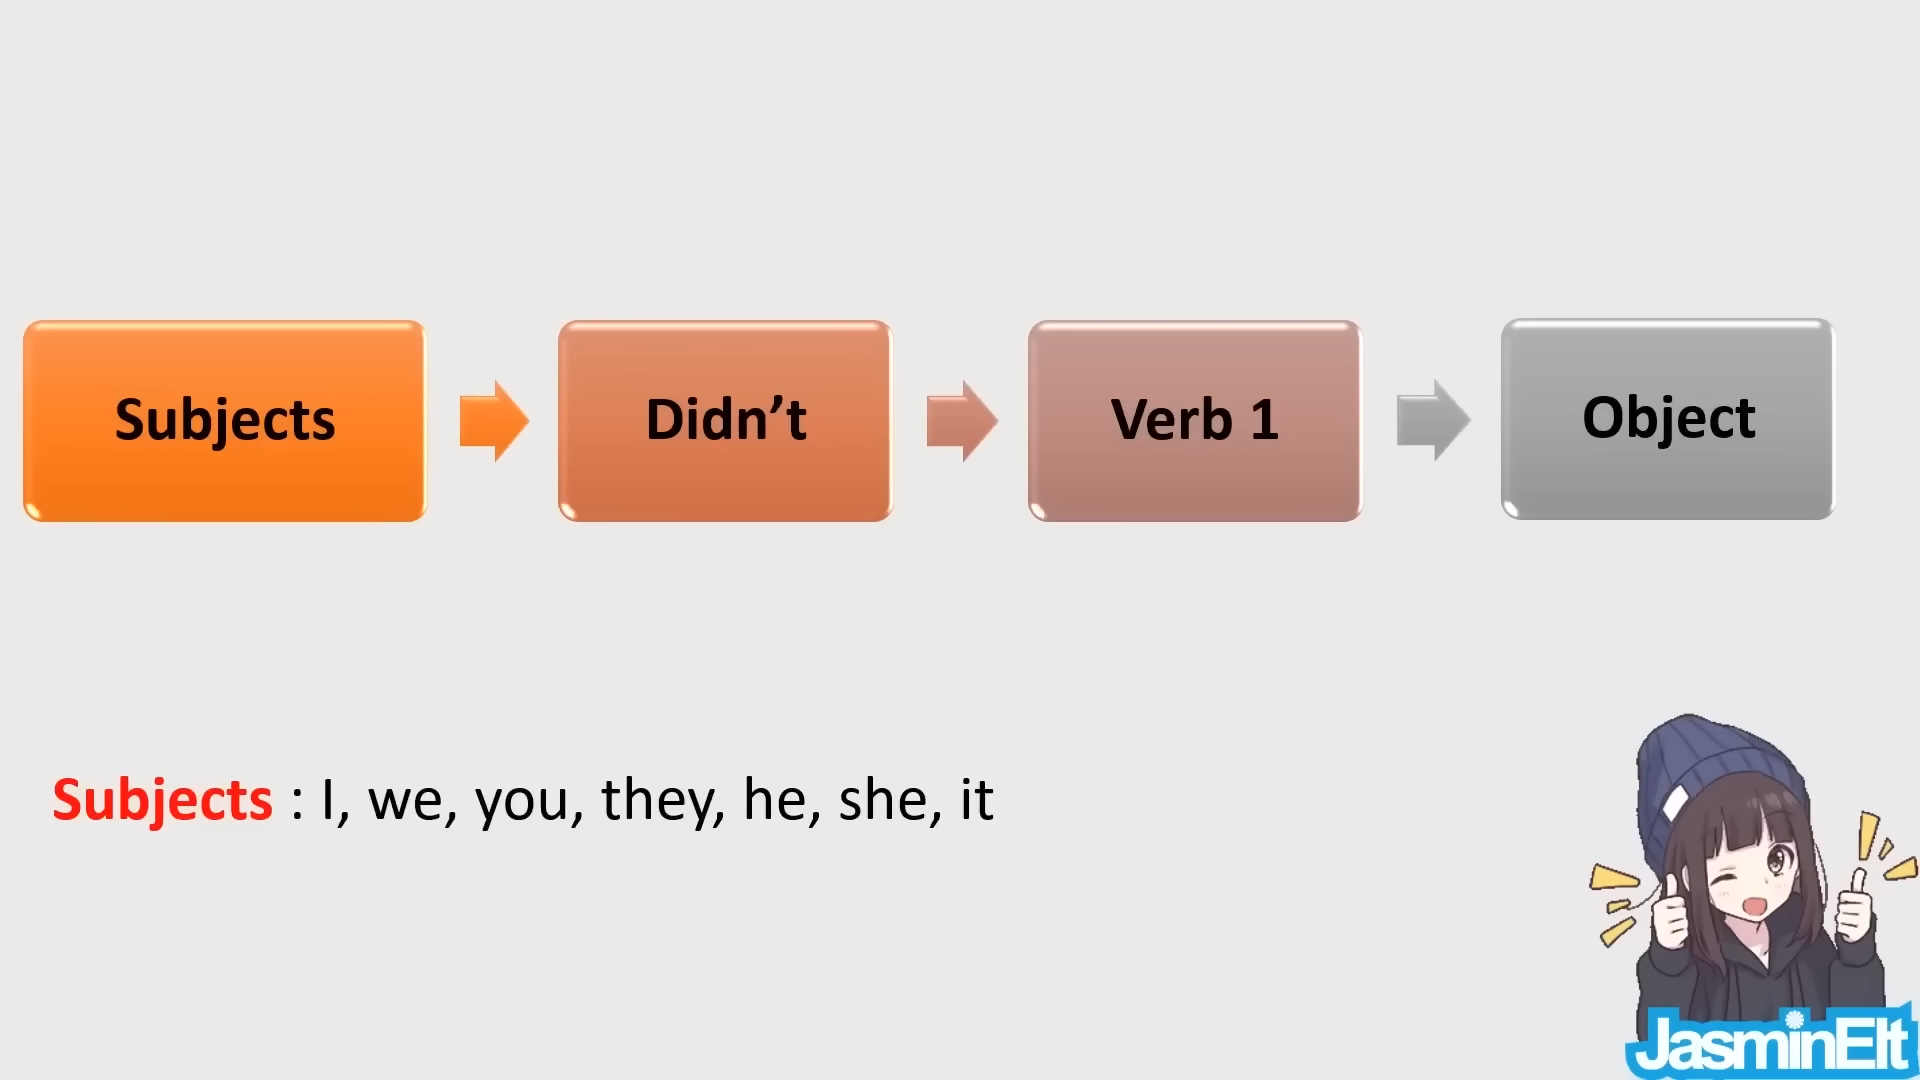 Subjects
Didn’t
Verb 1
Object
Subjects : I, we, you, they, he, she, it
JasminElt